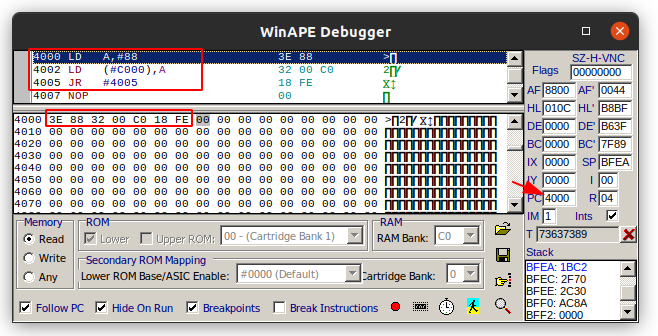 WinAPE Debugger
4000 LD A,#88 3E 88 >
4002 LD (#C000),A 32 00 C0 2
4005 JR #4005 18 FE
4007 NOP 00
SZ-H-VNC
Flags 00000000
AF 8800 AF' 0044
HL 010C HL' B8BF
DE 0000 DE' B63F
BC 0000 BC' 7F89
IX 0000 SP BFEA
IY 0000 I 00
PC 4000 R 04
IM 1 Ints
T 73637389
4000 3E 88 32 00 C0 18 FE 00 00 00 00 00 00 00 00 00
4010 00 00 00 00 00 00 00 00 00 00 00 00 00 00 00 00
4020 00 00 00 00 00 00 00 00 00 00 00 00 00 00 00 00
4030 00 00 00 00 00 00 00 00 00 00 00 00 00 00 00 00
4040 00 00 00 00 00 00 00 00 00 00 00 00 00 00 00 00
4050 00 00 00 00 00 00 00 00 00 00 00 00 00 00 00 00
4060 00 00 00 00 00 00 00 00 00 00 00 00 00 00 00 00
4070 00 00 00 00 00 00 00 00 00 00 00 00 00 00 00 00
Memory
Read
Write
Any
ROM
Lower Upper ROM: 00 - (Cartridge Bank 1)
RAM
RAM Bank: C0
Secondary ROM Mapping
Lower ROM Base/ASIC Enable: #0000 (Default) Cartridge Bank: 0
Stack
BFEA: 1BC2
BFEC: 2F70
BFEE: 2C30
BFF0: AC8A
BFF2: 0000
Follow PC Hide On Run Breakpoints Break Instructions